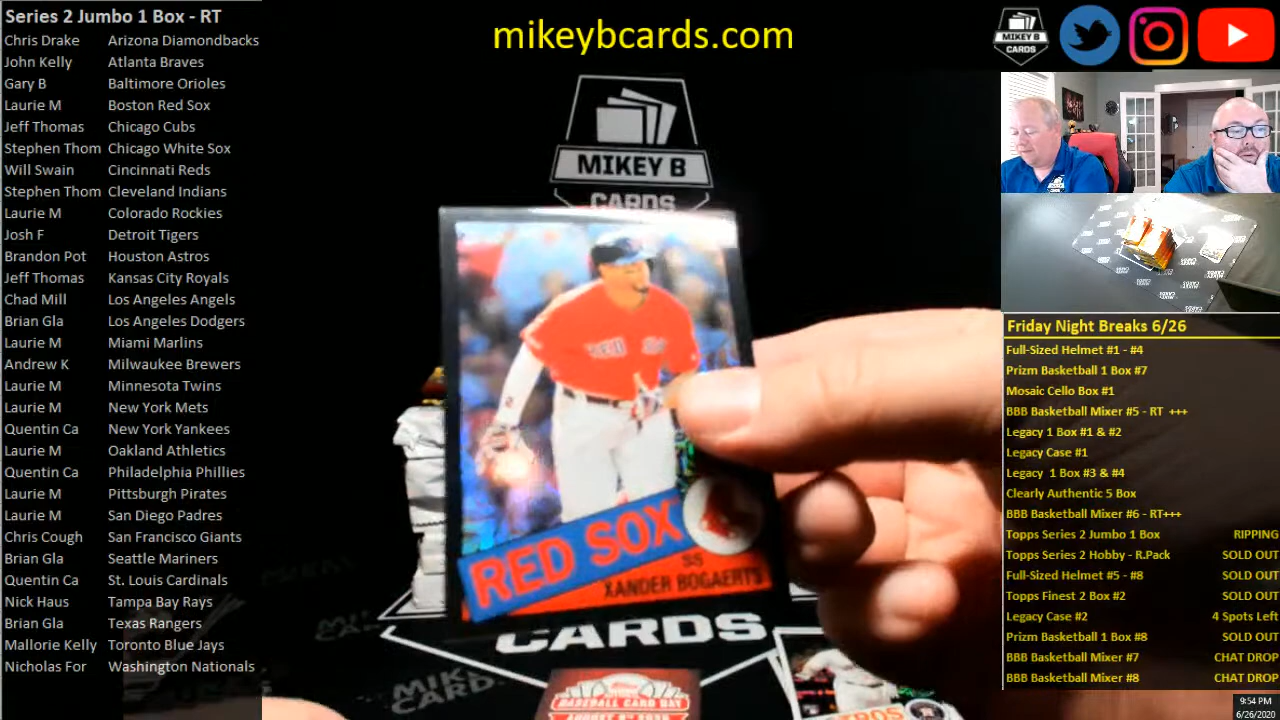 Series 2 Jumbo 1 Box - RT
Chris Drake Arizona Diamondbacks
John Kelly Atlanta Braves
Gary B Baltimore Orioles
Laurie M Boston Red Sox
Jeff Thomas Chicago Cubs
Stephen Thom Chicago White Sox
Will Swain Cincinnati Reds
Stephen Thom Cleveland Indians
Laurie M Colorado Rockies
Josh F Detroit Tigers
Brandon Pot Houston Astros
Jeff Thomas Kansas City Royals
Chad Mill Los Angeles Angels
Brian Gla Los Angeles Dodgers
Laurie M Miami Marlins
Andrew K Milwaukee Brewers
Laurie M Minnesota Twins
Laurie M New York Mets
Quentin Ca New York Yankees
Laurie M Oakland Athletics
Quentin Ca Philadelphia Phillies
Laurie M Pittsburgh Pirates
Laurie M San Diego Padres
Chris Cough San Francisco Giants
Brian Gla Seattle Mariners
Quentin Ca St. Louis Cardinals
Nick Haus Tampa Bay Rays
Brian Gla Texas Rangers
Mallorie Kelly Toronto Blue Jays
Nicholas For Washington Nationals
mikeybcards.com
MIKEY B
CARDS
RED SOX
SS
XANDER BOGAERTS
CARDS
MIKEY B
CARD
BASEBALL CARD DAY
MIKEY B
CARDS
Friday Night Breaks 6/26
Full-Sized Helmet #1 - #4
Prizm Basketball 1 Box #7
Mosaic Cello Box #1
BBB Basketball Mixer #5 - RT +++
Legacy 1 Box #1 & #2
Legacy Case #1
Legacy 1 Box #3 & #4
Clearly Authentic 5 Box
BBB Basketball Mixer #6 - RT+++
Topps Series 2 Jumbo 1 Box RIPPING
Topps Series 2 Hobby - R.Pack SOLD OUT
Full-Sized Helmet #5 - #8 SOLD OUT
Topps Finest 2 Box #2 SOLD OUT
Legacy Case #2 4 Spots Left
Prizm Basketball 1 Box #8 SOLD OUT
BBB Basketball Mixer #7 CHAT DROP
BBB Basketball Mixer #8 CHAT DROP
9:54 PM
6/26/2020